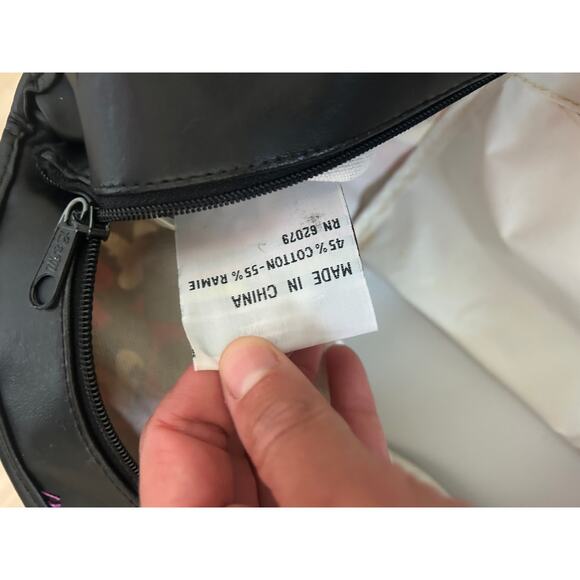 MADE IN CHINA
45% COTTON-55% RAMIE
RN 62079